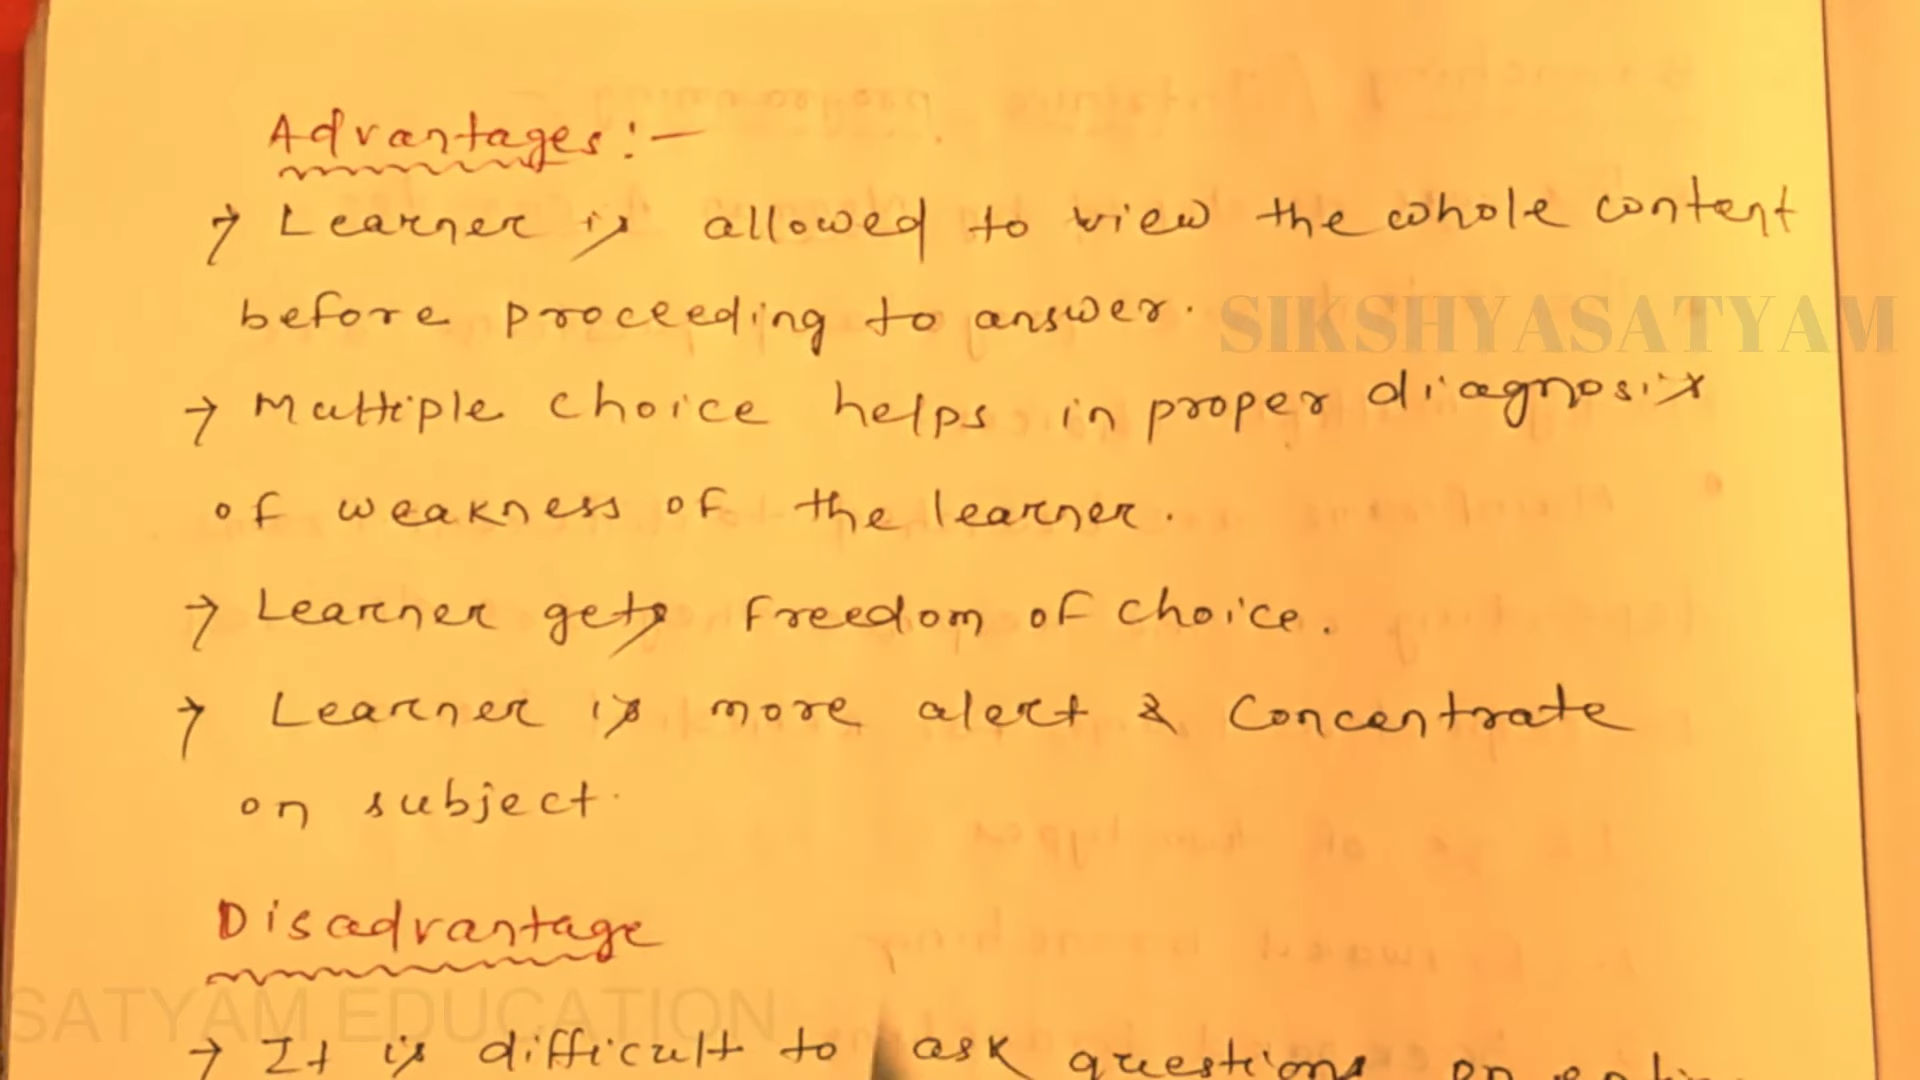 Advantages:-
→ Learner is allowed to view the whole content
before proceeding to answer.
SIKSHYASATYAM
→ Multiple choice helps in proper diagnosis
of weakness of the learner.
→ Learner gets freedom of choice.
→ Learner is more alert & Concentrate
on subject.
Disadvantage
SATYAM EDUCATION
→ It is difficult to ask questions on